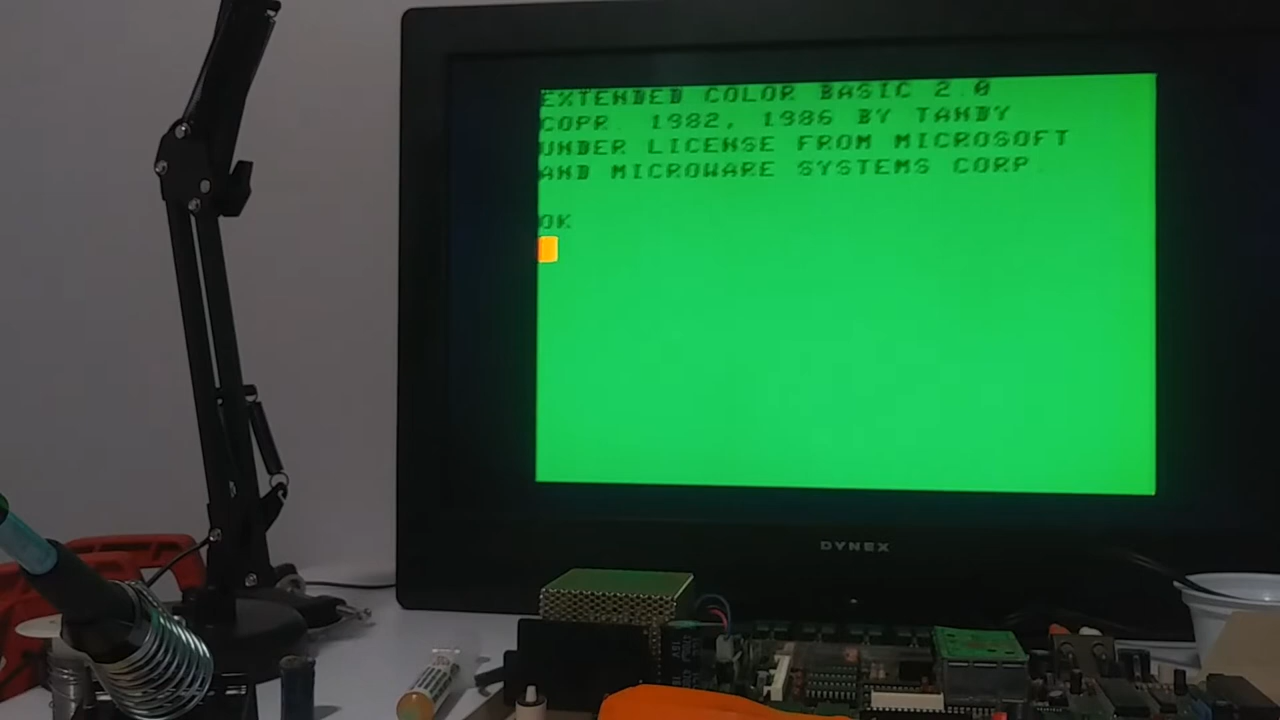 EXTENDED COLOR BASIC 2.0
COPR. 1982, 1986 BY TANDY
UNDER LICENSE FROM MICROSOFT
AND MICROWARE SYSTEMS CORP.
OK
DYNEX